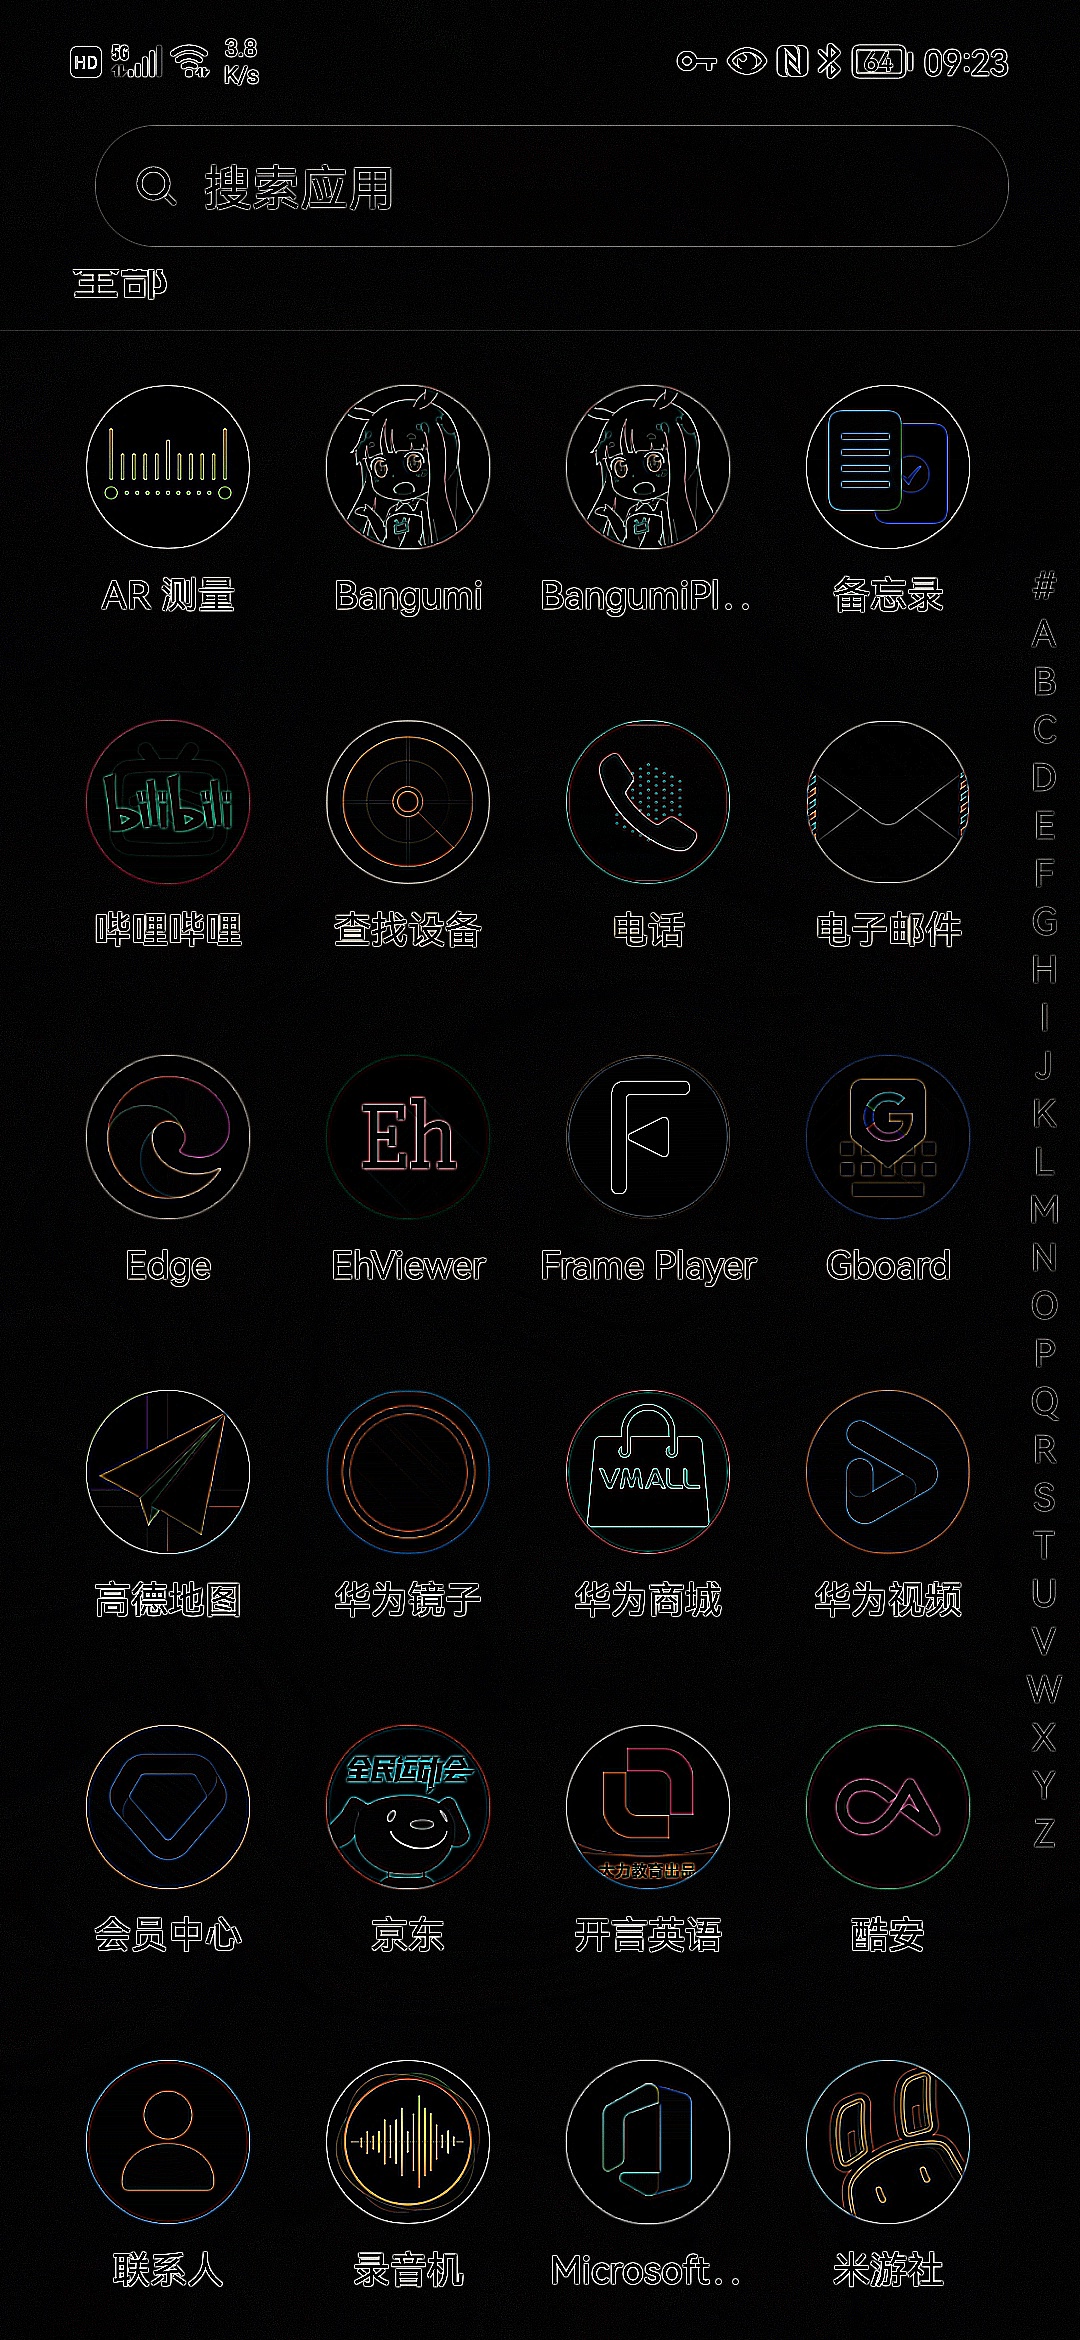 HD 5G 3.8 K/s 64 09:23
搜索应用
全部
AR 测量 Bangumi BangumiPl.. 备忘录
bilibili
哔哩哔哩 查找设备 电话 电子邮件
Eh F G
Edge EhViewer Frame Player Gboard
VMALL
高德地图 华为镜子 华为商城 华为视频
全民运动会
大力教育出品
会员中心 京东 开言英语 酷安
联系人 录音机 Microsoft.. 米游社
#
A
B
C
D
E
F
G
H
I
J
K
L
M
N
O
P
Q
R
S
T
U
V
W
X
Y
Z